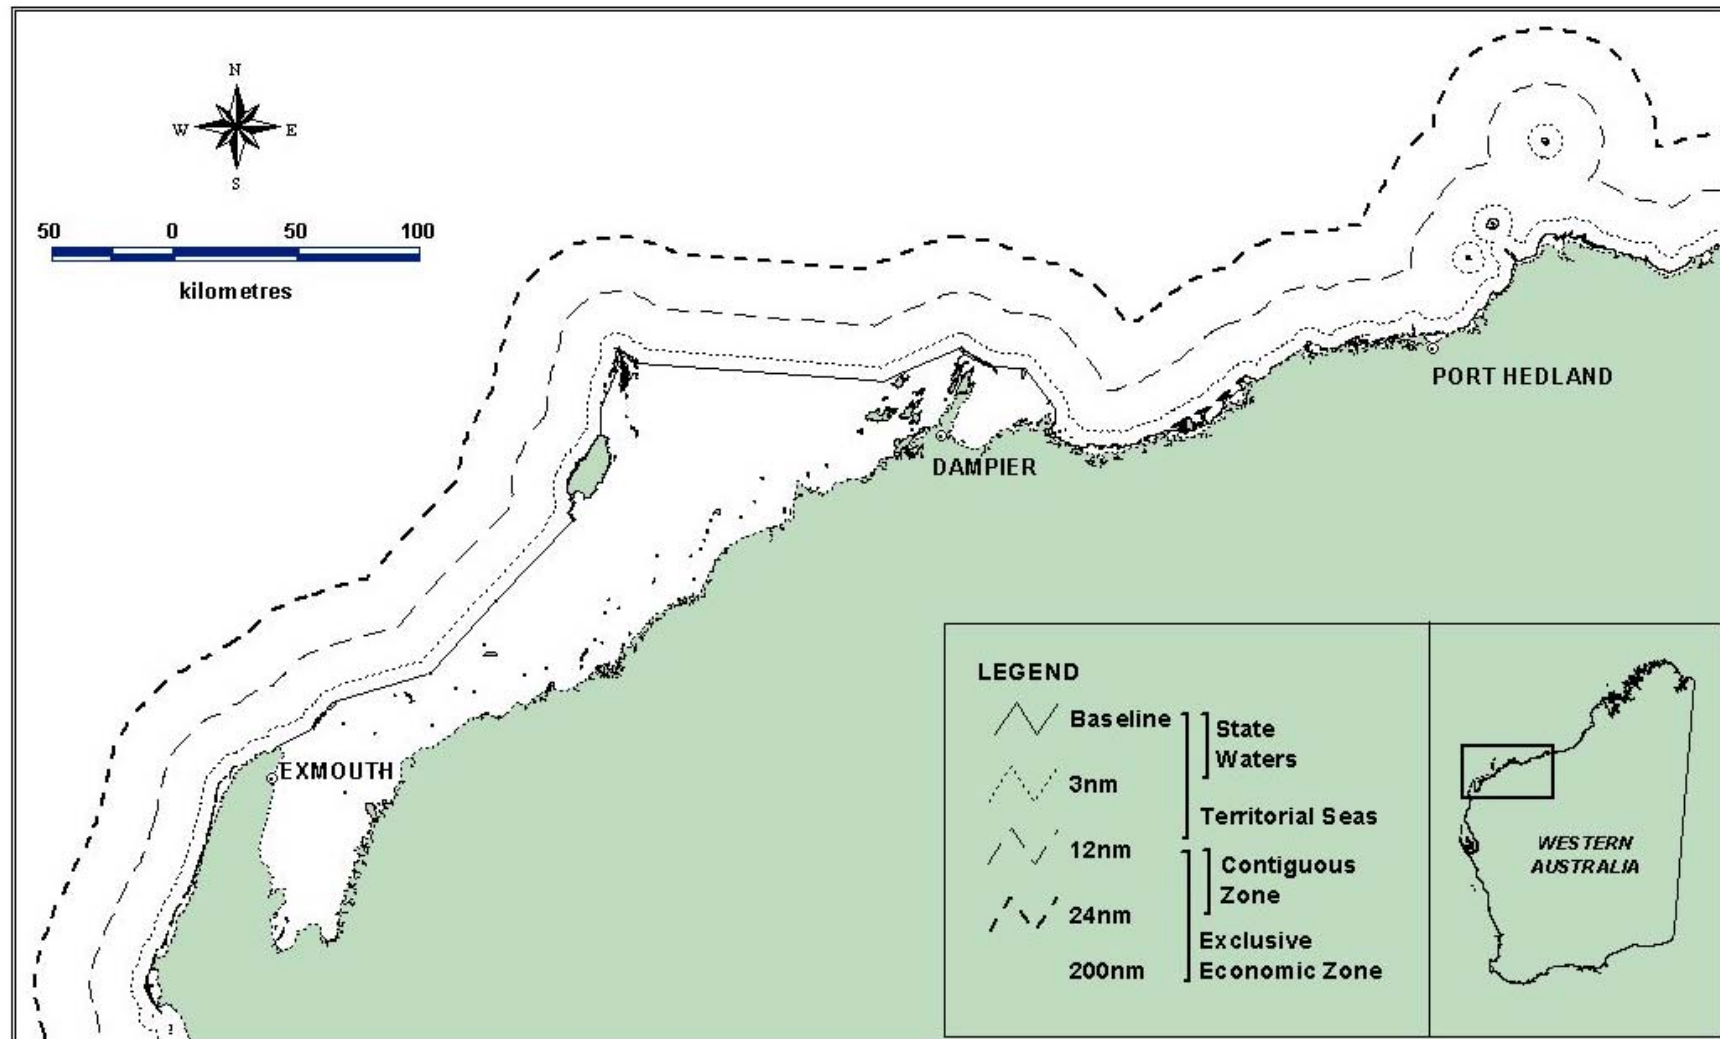 N
W E
S
50 0 50 100
kilometres
PORT HEDLAND
DAMPIER
EXMOUTH
LEGEND
Baseline
State
Waters
3nm
Territorial Seas
12nm
Contiguous
Zone
24nm
Exclusive
Economic Zone
200nm
WESTERN
AUSTRALIA